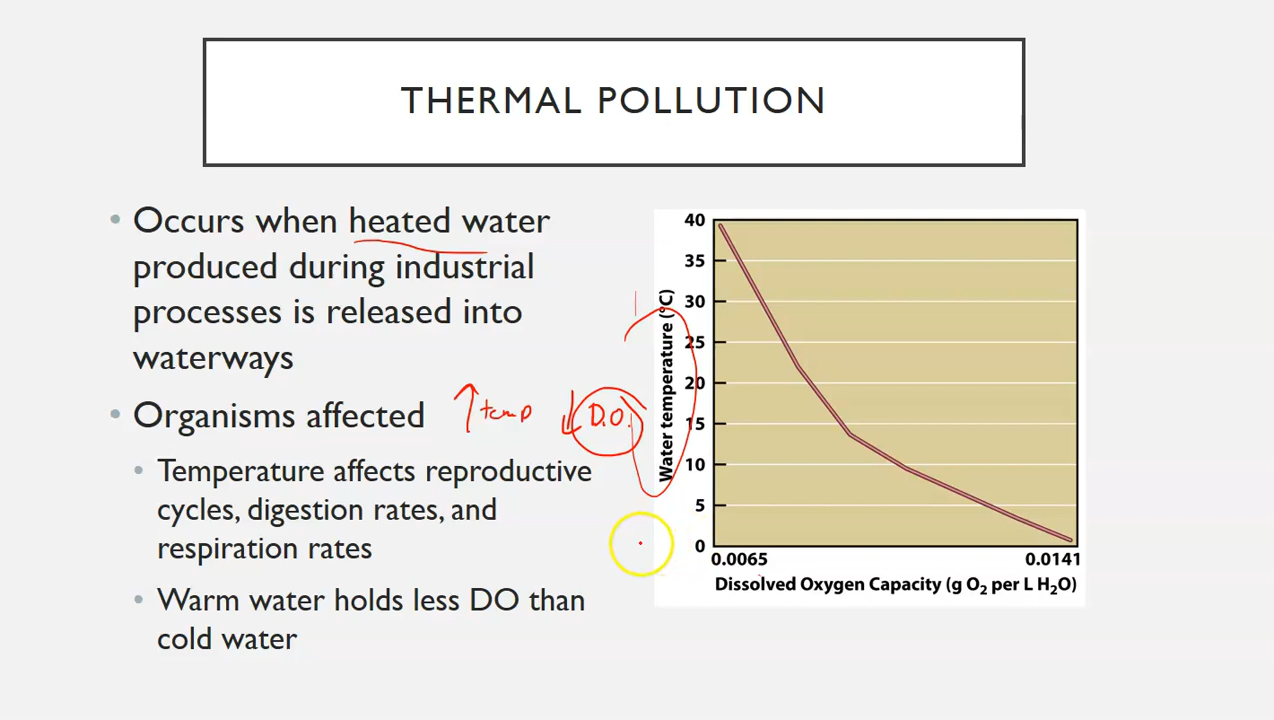 THERMAL POLLUTION
• Occurs when heated water
produced during industrial
processes is released into
waterways
• Organisms affected
↑temp ↓D.O.
• Temperature affects reproductive
cycles, digestion rates, and
respiration rates
• Warm water holds less DO than
cold water
Water temperature (°C)
40
35
30
25
20
15
10
5
0
0.0065 0.0141
Dissolved Oxygen Capacity (g O₂ per L H₂O)